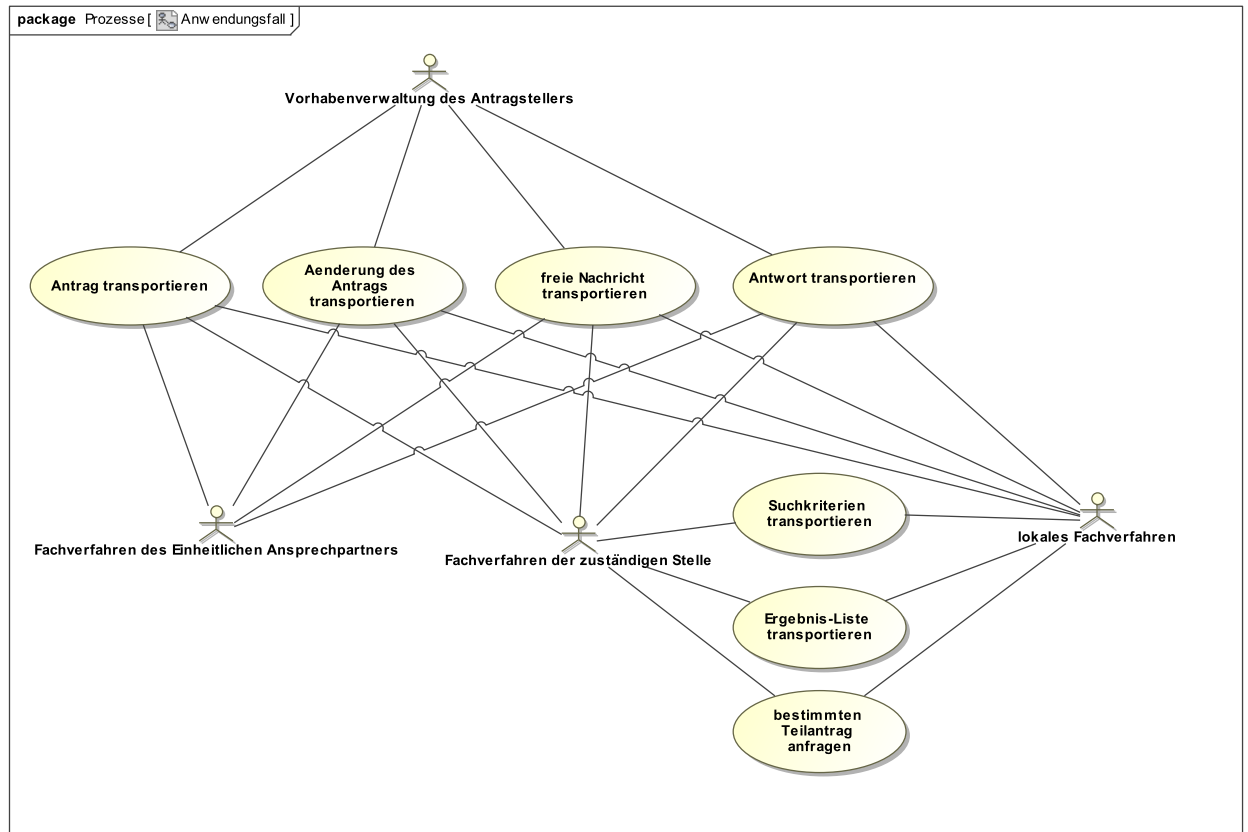 package Prozesse [ Anwendungsfall ]
Vorhabenverwaltung des Antragstellers
Antrag transportieren
Aenderung des
Antrags
transportieren
freie Nachricht
transportieren
Antwort transportieren
Suchkriterien
transportieren
Fachverfahren des Einheitlichen Ansprechpartners
Fachverfahren der zuständigen Stelle
lokales Fachverfahren
Ergebnis-Liste
transportieren
bestimmten
Teilantrag
anfragen